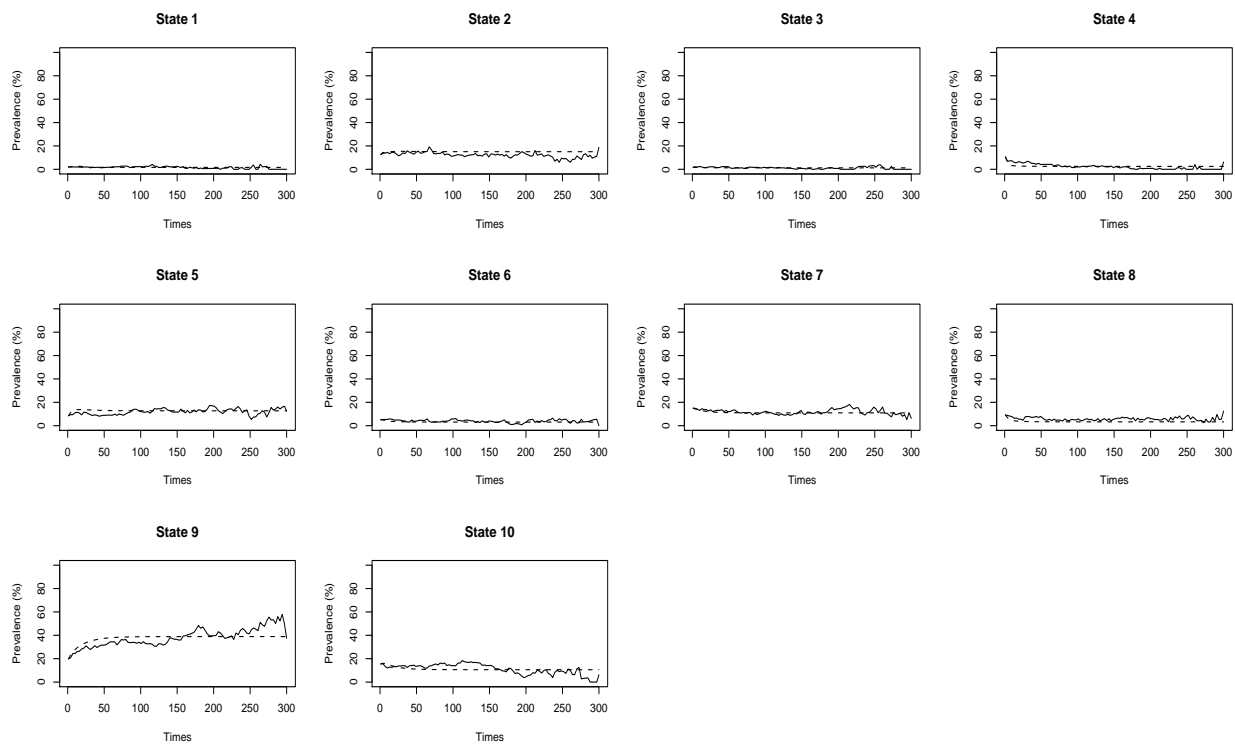 State 1
Prevalence (%)
0 20 40 60 80
0 50 100 150 200 250 300
Times
State 2
Prevalence (%)
0 20 40 60 80
0 50 100 150 200 250 300
Times
State 3
Prevalence (%)
0 20 40 60 80
0 50 100 150 200 250 300
Times
State 4
Prevalence (%)
0 20 40 60 80
0 50 100 150 200 250 300
Times
State 5
Prevalence (%)
0 20 40 60 80
0 50 100 150 200 250 300
Times
State 6
Prevalence (%)
0 20 40 60 80
0 50 100 150 200 250 300
Times
State 7
Prevalence (%)
0 20 40 60 80
0 50 100 150 200 250 300
Times
State 8
Prevalence (%)
0 20 40 60 80
0 50 100 150 200 250 300
Times
State 9
Prevalence (%)
0 20 40 60 80
0 50 100 150 200 250 300
Times
State 10
Prevalence (%)
0 20 40 60 80
0 50 100 150 200 250 300
Times